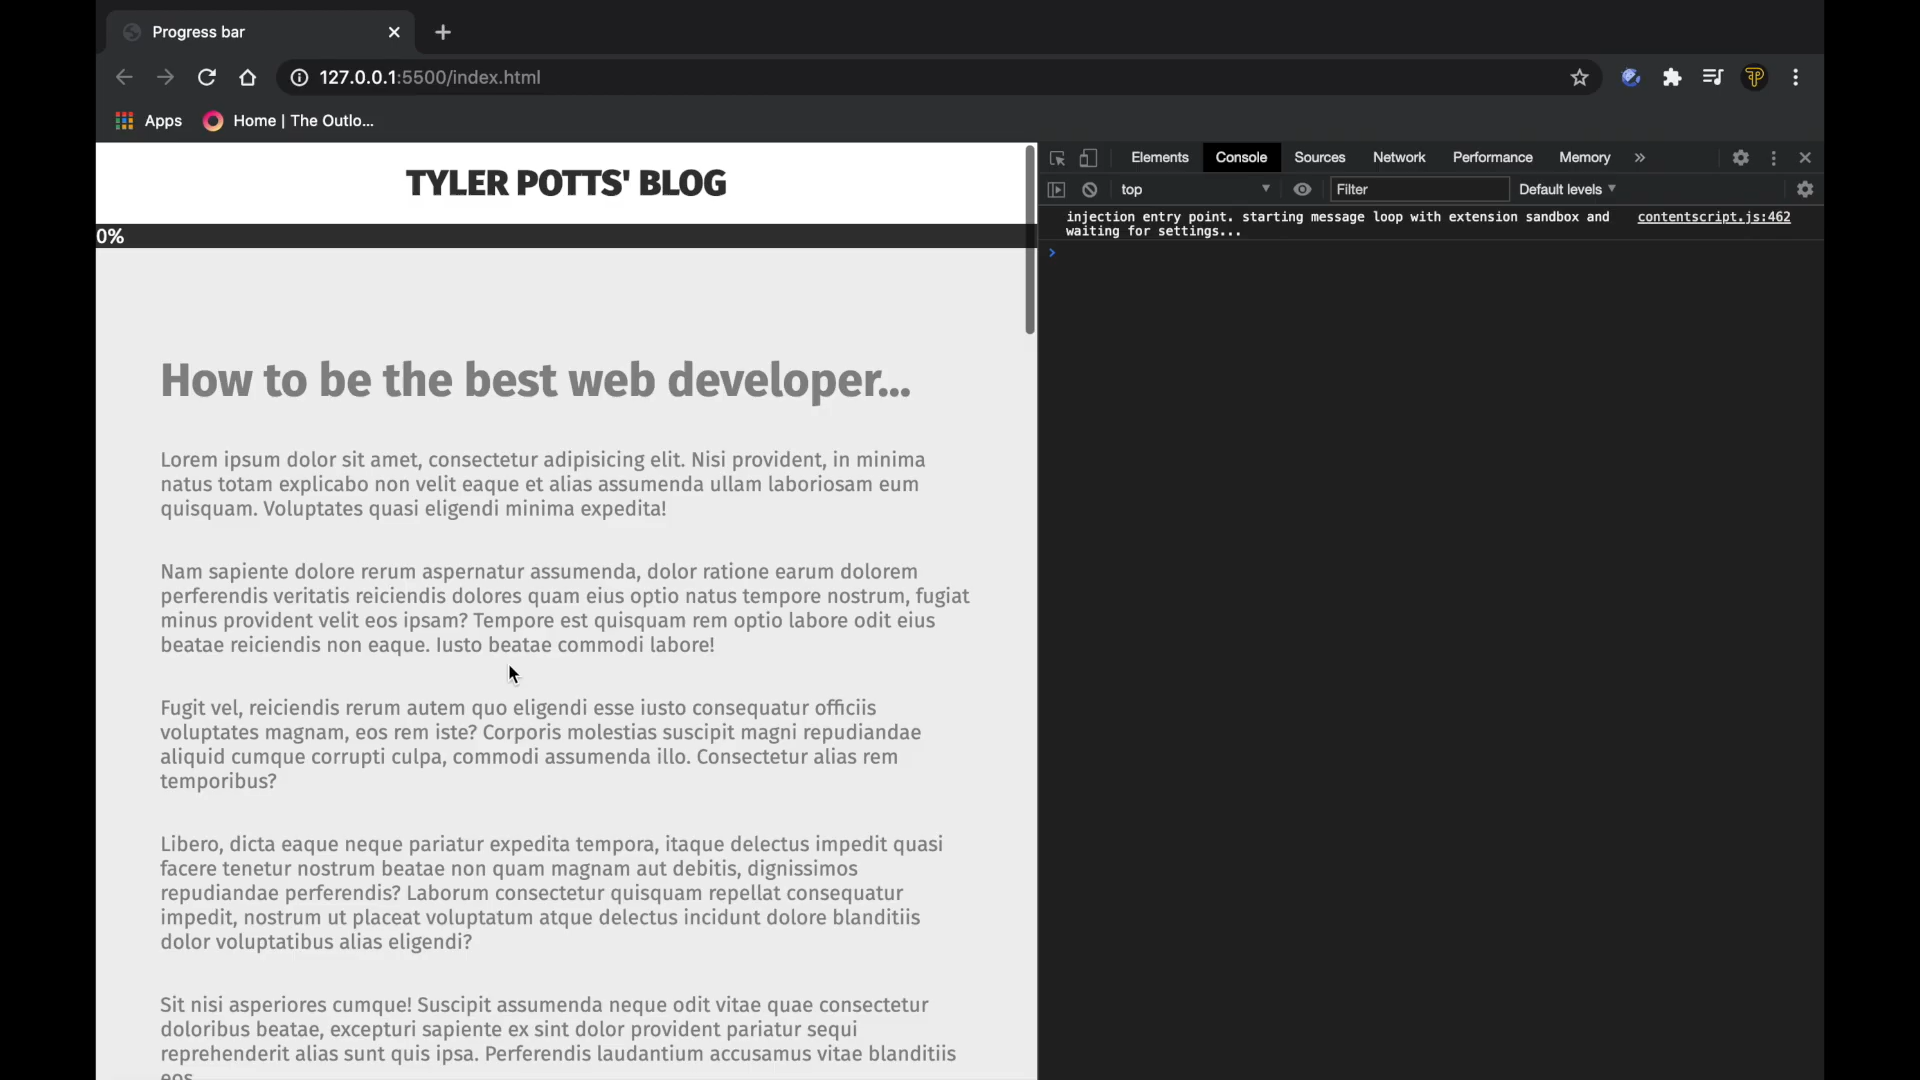 Progress bar
127.0.0.1:5500/index.html
Apps
Home | The Outlo...
TYLER POTTS' BLOG
0%
How to be the best web developer...
Lorem ipsum dolor sit amet, consectetur adipisicing elit. Nisi provident, in minima
natus totam explicabo non velit eaque et alias assumenda ullam laboriosam eum
quisquam. Voluptates quasi eligendi minima expedita!
Nam sapiente dolore rerum aspernatur assumenda, dolor ratione earum dolorem
perferendis veritatis reiciendis dolores quam eius optio natus tempore nostrum, fugiat
minus provident velit eos ipsam? Tempore est quisquam rem optio labore odit eius
beatae reiciendis non eaque. Iusto beatae commodi labore!
Fugit vel, reiciendis rerum autem quo eligendi esse iusto consequatur officiis
voluptates magnam, eos rem iste? Corporis molestias suscipit magni repudiandae
aliquid cumque corrupti culpa, commodi assumenda illo. Consectetur alias rem
temporibus?
Libero, dicta eaque neque pariatur expedita tempora, itaque delectus impedit quasi
facere tenetur nostrum beatae non quam magnam aut debitis, dignissimos
repudiandae perferendis? Laborum consectetur quisquam repellat consequatur
impedit, nostrum ut placeat voluptatum atque delectus incidunt dolore blanditiis
dolor voluptatibus alias eligendi?
Sit nisi asperiores cumque! Suscipit assumenda neque odit vitae quae consectetur
doloribus beatae, excepturi sapiente ex sint dolor provident pariatur sequi
reprehenderit alias sunt quis ipsa. Perferendis laudantium accusamus vitae blanditiis
eos
Elements Console Sources Network Performance Memory »
top Filter Default levels
injection entry point. starting message loop with extension sandbox and contentscript.js:462
waiting for settings...